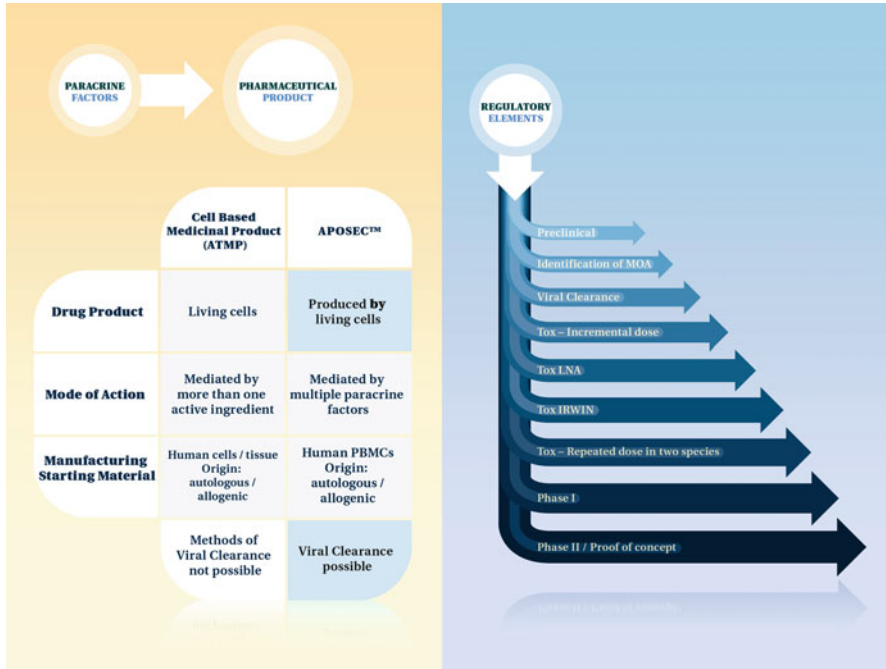 PARACRINE
FACTORS
PHARMACEUTICAL
PRODUCT
Cell Based
Medicinal Product
(ATMP)
APOSEC™
Drug Product
Living cells
Produced by
living cells
Mode of Action
Mediated by
more than one
active ingredient
Mediated by
multiple paracrine
factors
Manufacturing
Starting Material
Human cells / tissue
Origin:
autologous /
allogenic
Human PBMCs
Origin:
autologous /
allogenic
Methods of
Viral Clearance
not possible
Viral Clearance
possible
REGULATORY
ELEMENTS
Preclinical
Identification of MOA
Viral Clearance
Tox – Incremental dose
Tox LNA
Tox IRWIN
Tox – Repeated dose in two species
Phase I
Phase II / Proof of concept